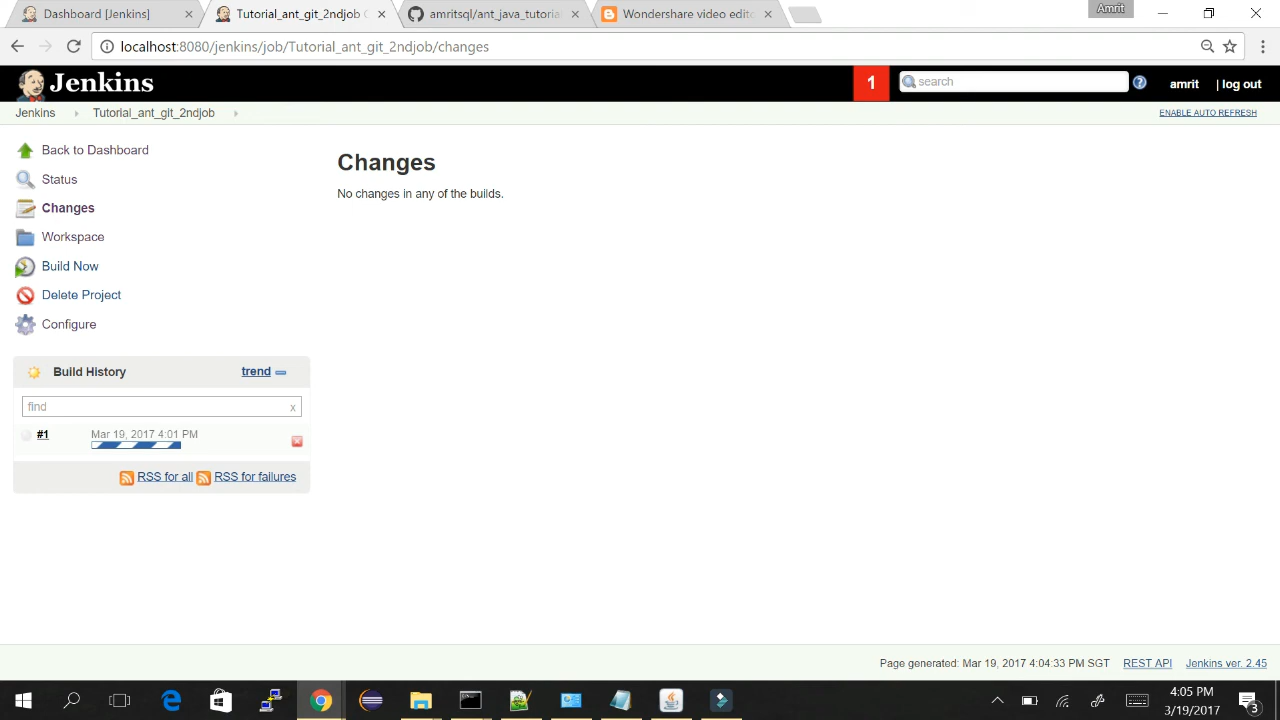 Dashboard [Jenkins]
Tutorial_ant_git_2ndjob
amritsql/ant_java_tutorial
Wondershare video edito
Amrit
localhost:8080/jenkins/job/Tutorial_ant_git_2ndjob/changes
Jenkins
1
search
amrit
| log out
Jenkins
Tutorial_ant_git_2ndjob
ENABLE AUTO REFRESH
Back to Dashboard
Status
Changes
Workspace
Build Now
Delete Project
Configure
Changes
No changes in any of the builds.
Build History
trend
find
x
#1
Mar 19, 2017 4:01 PM
RSS for all
RSS for failures
Page generated: Mar 19, 2017 4:04:33 PM SGT
REST API
Jenkins ver. 2.45
4:05 PM
3/19/2017
3